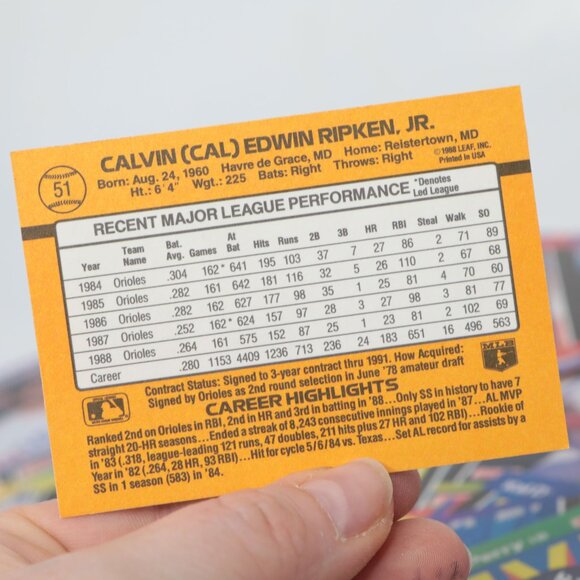 51
CALVIN (CAL) EDWIN RIPKEN, JR.
Born: Aug. 24, 1960 Havre de Grace, MD Home: Reistertown, MD
Ht.: 6'4" Wgt.: 225 Bats: Right Throws: Right
©1988 LEAF, INC.
Printed in USA
RECENT MAJOR LEAGUE PERFORMANCE *Denotes Led League
Year Team Name Bat. Avg. Games At Bat Hits Runs 2B 3B HR RBI Steal Walk SO
1984 Orioles .304 162* 641 195 103 37 7 27 86 2 71 89
1985 Orioles .282 161 642 181 116 32 5 26 110 2 67 68
1986 Orioles .282 162 627 177 98 35 1 25 81 4 70 60
1987 Orioles .252 162* 624 157 97 28 3 27 98 3 81 77
1988 Orioles .264 161 575 152 87 25 1 23 81 2 102 69
Career .280 1153 4409 1236 713 236 24 183 651 16 496 563
Contract Status: Signed to 3-year contract thru 1991. How Acquired:
Signed by Orioles as 2nd round selection in June '78 amateur draft
MLB
CAREER HIGHLIGHTS
Ranked 2nd on Orioles in RBI, 2nd in HR and 3rd in batting in '88...Only SS in history to have 7
straight 20-HR seasons...Ended a streak of 8,243 consecutive innings played in '87...AL MVP
in '83 (.318, league-leading 121 runs, 47 doubles, 211 hits plus 27 HR and 102 RBI)...Rookie of
Year in '82 (.264, 28 HR, 93 RBI)...Hit for cycle 5/6/84 vs. Texas...Set AL record for assists by a
SS in 1 season (583) in '84.